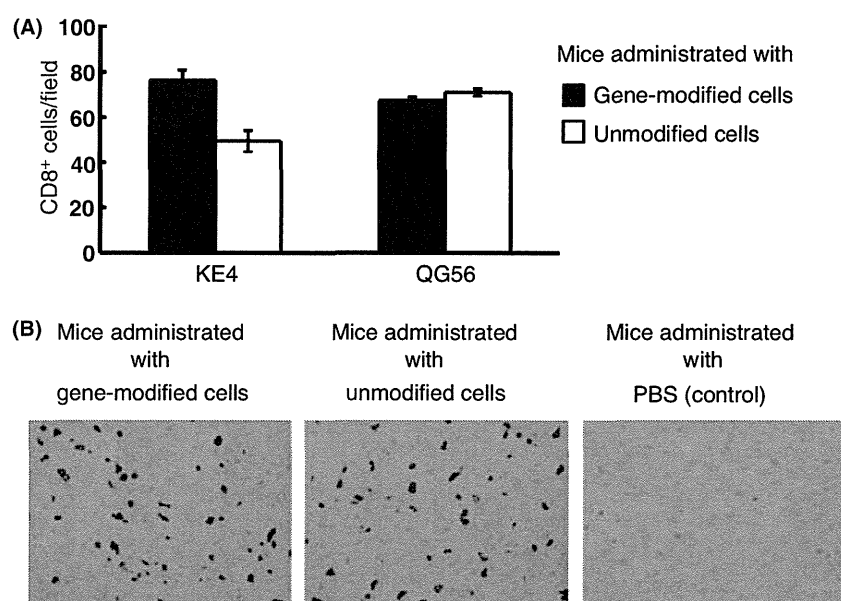 (A)
100
80
60
40
20
0
CD8⁺ cells/field
KE4
QG56
Mice administrated with
Gene-modified cells
Unmodified cells
(B)
Mice administrated
with
gene-modified cells
Mice administrated
with
unmodified cells
Mice administrated
with
PBS (control)